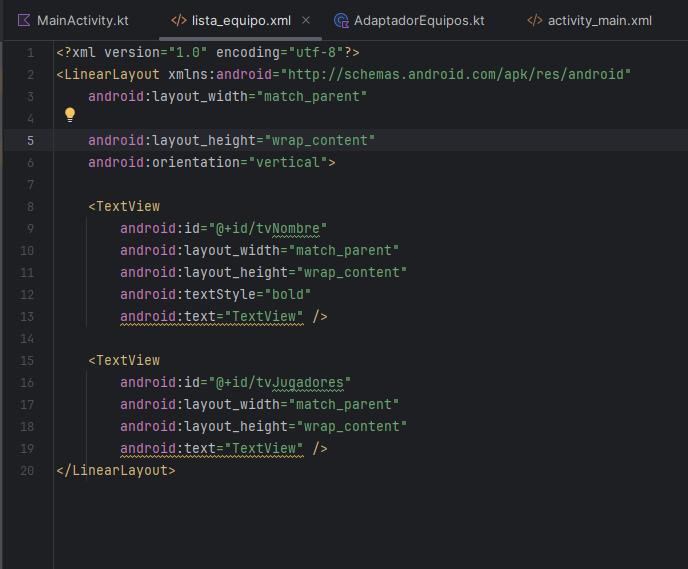 MainActivity.kt lista_equipo.xml AdaptadorEquipos.kt activity_main.xml
1 <?xml version="1.0" encoding="utf-8"?>
2 <LinearLayout xmlns:android="http://schemas.android.com/apk/res/android"
3     android:layout_width="match_parent"
4
5     android:layout_height="wrap_content"
6     android:orientation="vertical">
7
8     <TextView
9         android:id="@+id/tvNombre"
10         android:layout_width="match_parent"
11         android:layout_height="wrap_content"
12         android:textStyle="bold"
13         android:text="TextView" />
14
15     <TextView
16         android:id="@+id/tvJugadores"
17         android:layout_width="match_parent"
18         android:layout_height="wrap_content"
19         android:text="TextView" />
20 </LinearLayout>